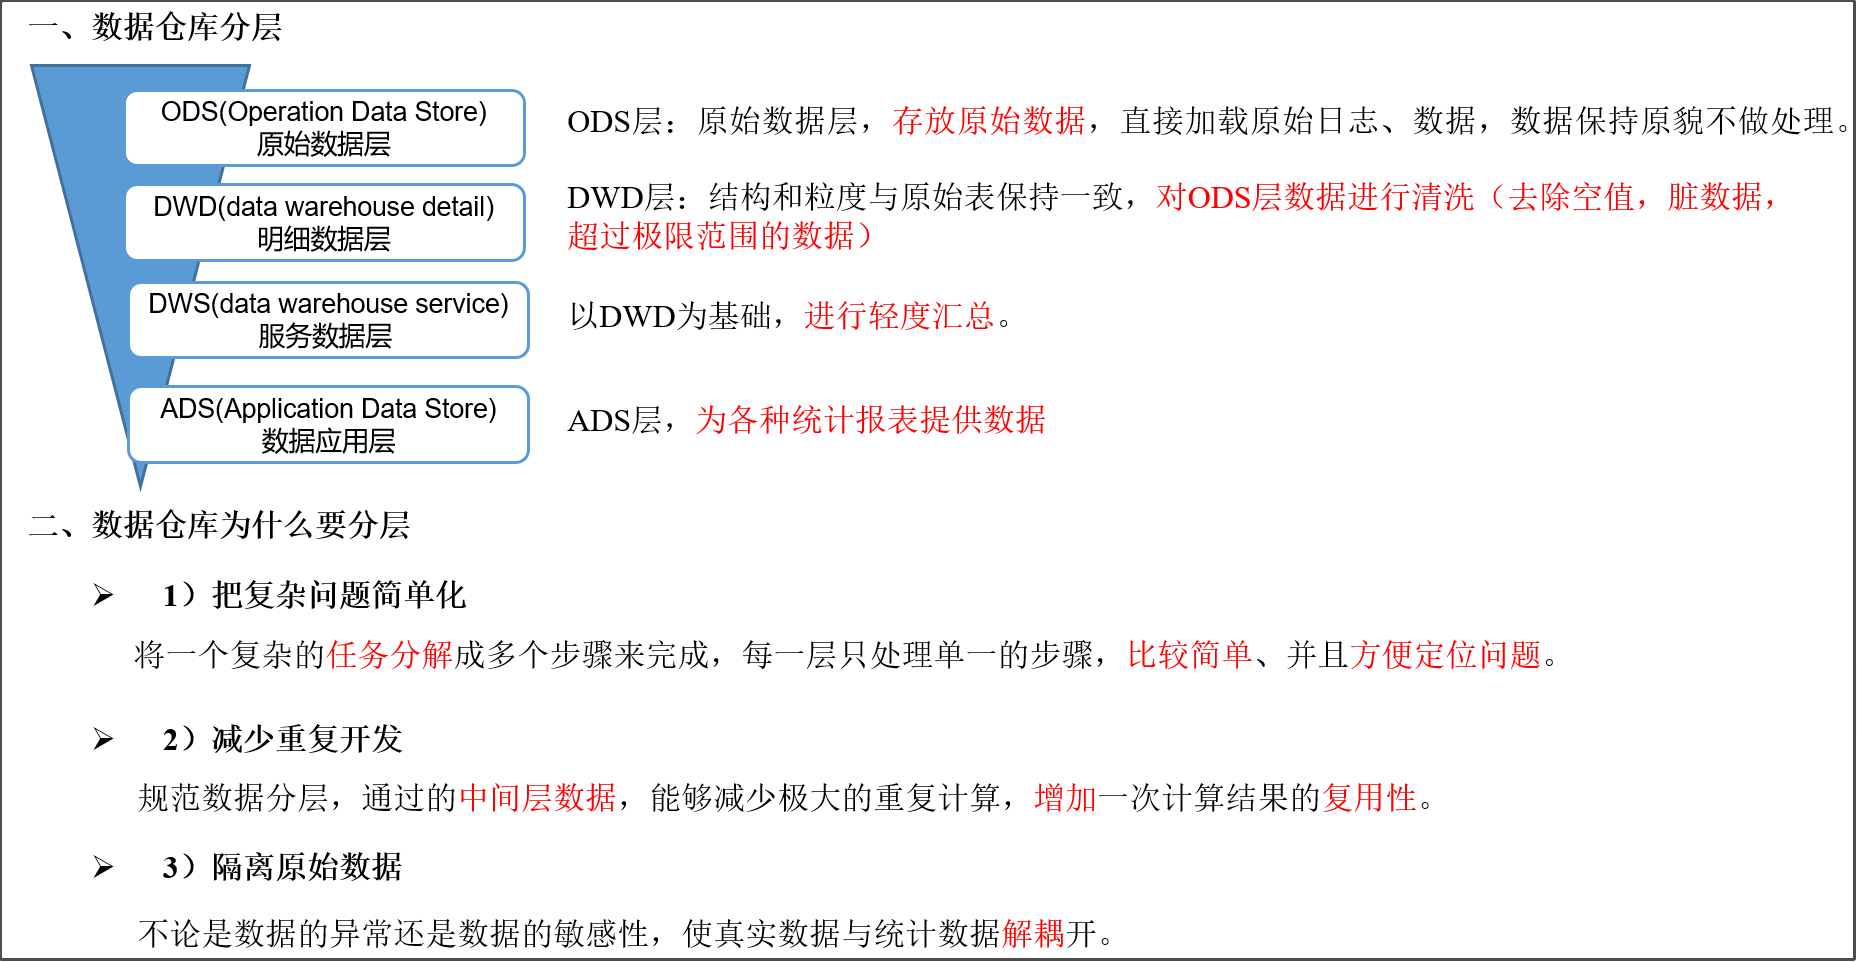 一、数据仓库分层
ODS(Operation Data Store)
原始数据层
ODS层：原始数据层，存放原始数据，直接加载原始日志、数据，数据保持原貌不做处理。
DWD(data warehouse detail)
明细数据层
DWD层：结构和粒度与原始表保持一致，对ODS层数据进行清洗（去除空值，脏数据，
超过极限范围的数据）
DWS(data warehouse service)
服务数据层
以DWD为基础，进行轻度汇总。
ADS(Application Data Store)
数据应用层
ADS层，为各种统计报表提供数据
二、数据仓库为什么要分层
➢ 1）把复杂问题简单化
将一个复杂的任务分解成多个步骤来完成，每一层只处理单一的步骤，比较简单、并且方便定位问题。
➢ 2）减少重复开发
规范数据分层，通过的中间层数据，能够减少极大的重复计算，增加一次计算结果的复用性。
➢ 3）隔离原始数据
不论是数据的异常还是数据的敏感性，使真实数据与统计数据解耦开。